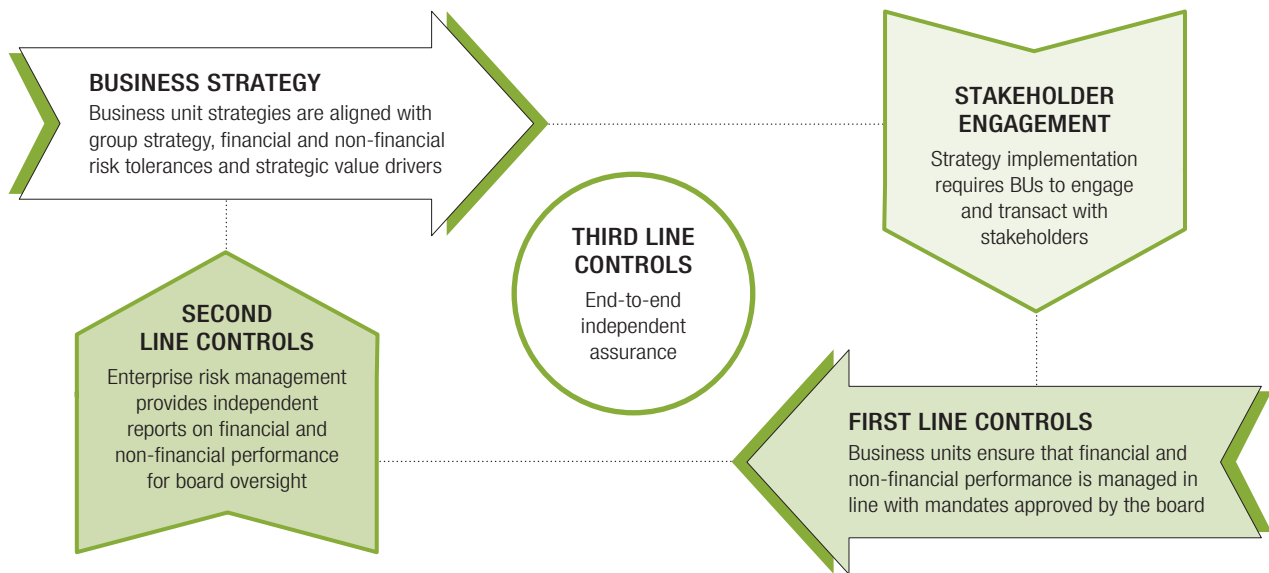 BUSINESS STRATEGY
Business unit strategies are aligned with
group strategy, financial and non-financial
risk tolerances and strategic value drivers
STAKEHOLDER
ENGAGEMENT
Strategy implementation
requires BUs to engage
and transact with
stakeholders
THIRD LINE
CONTROLS
End-to-end
independent
assurance
SECOND
LINE CONTROLS
Enterprise risk management
provides independent
reports on financial and
non-financial performance
for board oversight
FIRST LINE CONTROLS
Business units ensure that financial and
non-financial performance is managed in
line with mandates approved by the board